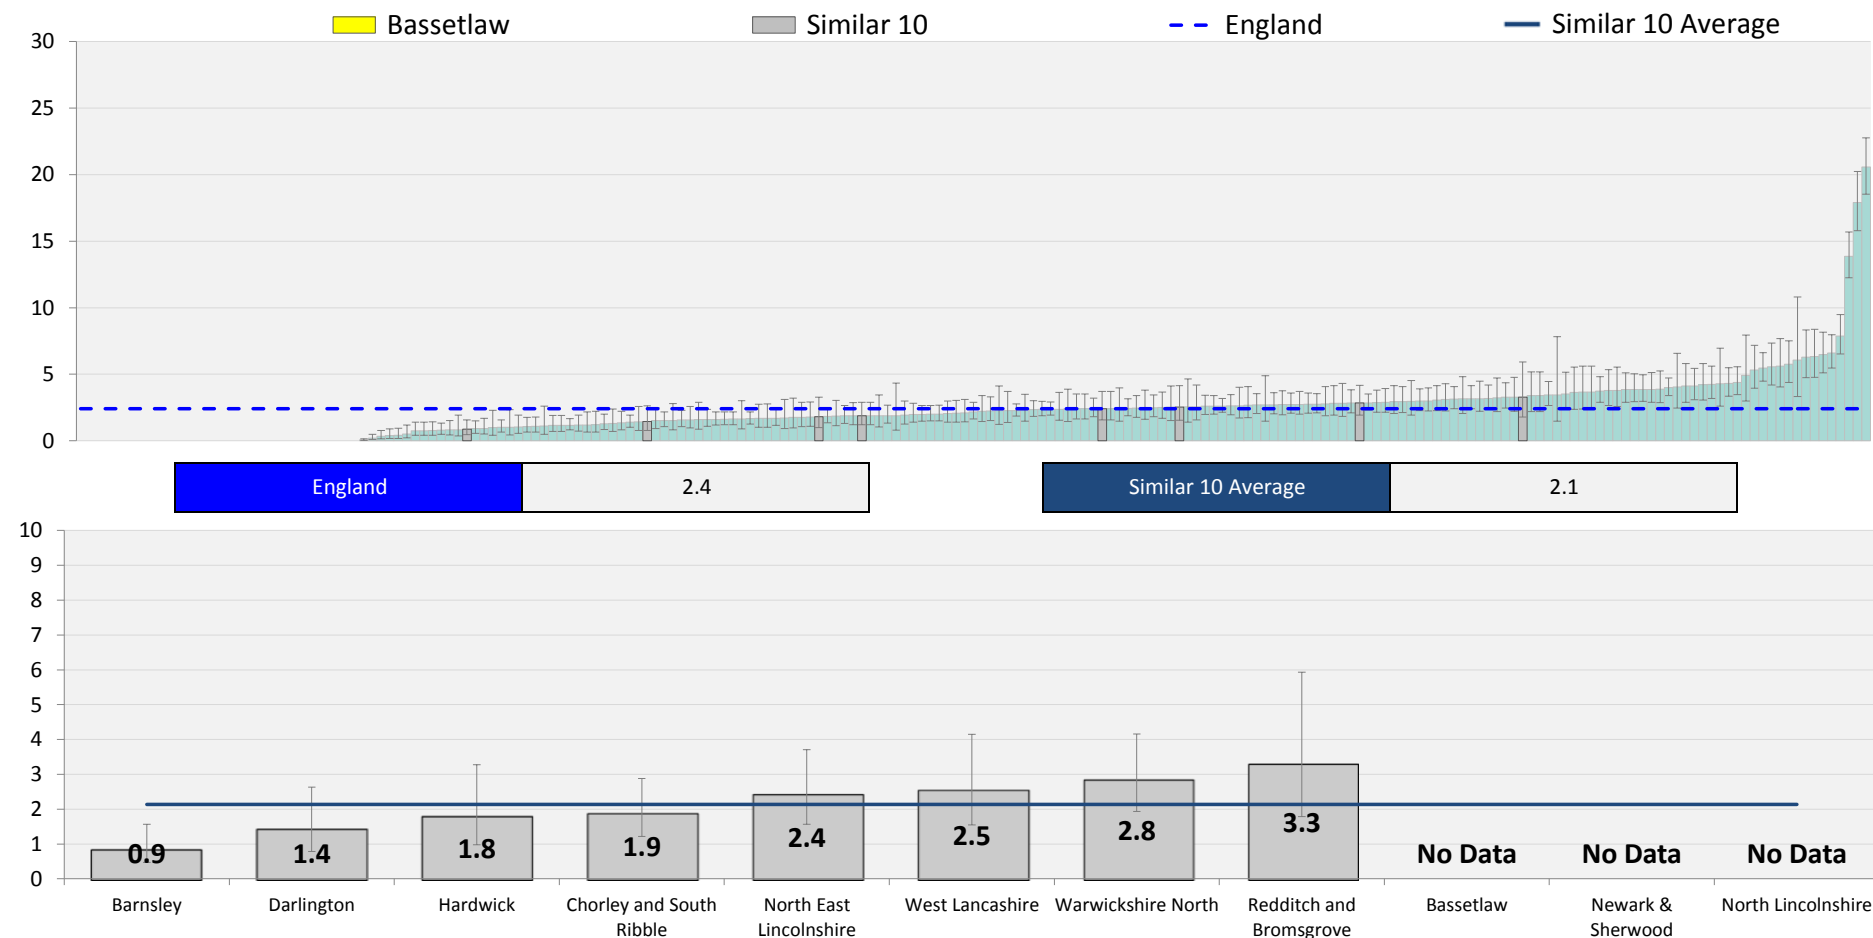 Bassetlaw
Similar 10
England
Similar 10 Average
30
25
20
15
10
5
0
England
2.4
Similar 10 Average
2.1
10
9
8
7
6
5
4
3
2
1
0
0.9
1.4
1.8
1.9
2.4
2.5
2.8
3.3
No Data
No Data
No Data
Barnsley
Darlington
Hardwick
Chorley and South
Ribble
North East
Lincolnshire
West Lancashire
Warwickshire North
Redditch and
Bromsgrove
Bassetlaw
Newark &
Sherwood
North Lincolnshire